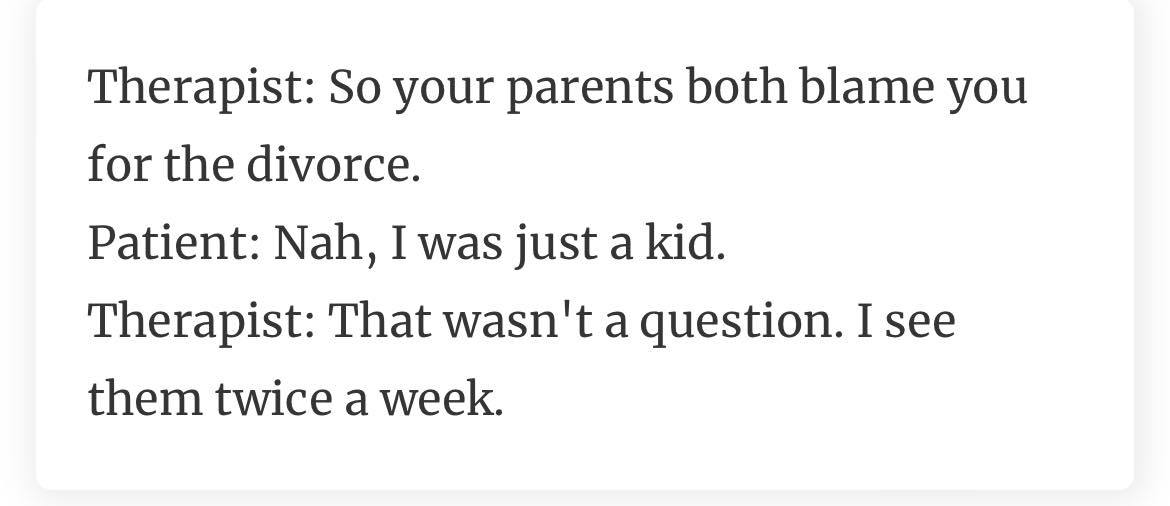 Therapist: So your parents both blame you
for the divorce.
Patient: Nah, I was just a kid.
Therapist: That wasn't a question. I see
them twice a week.